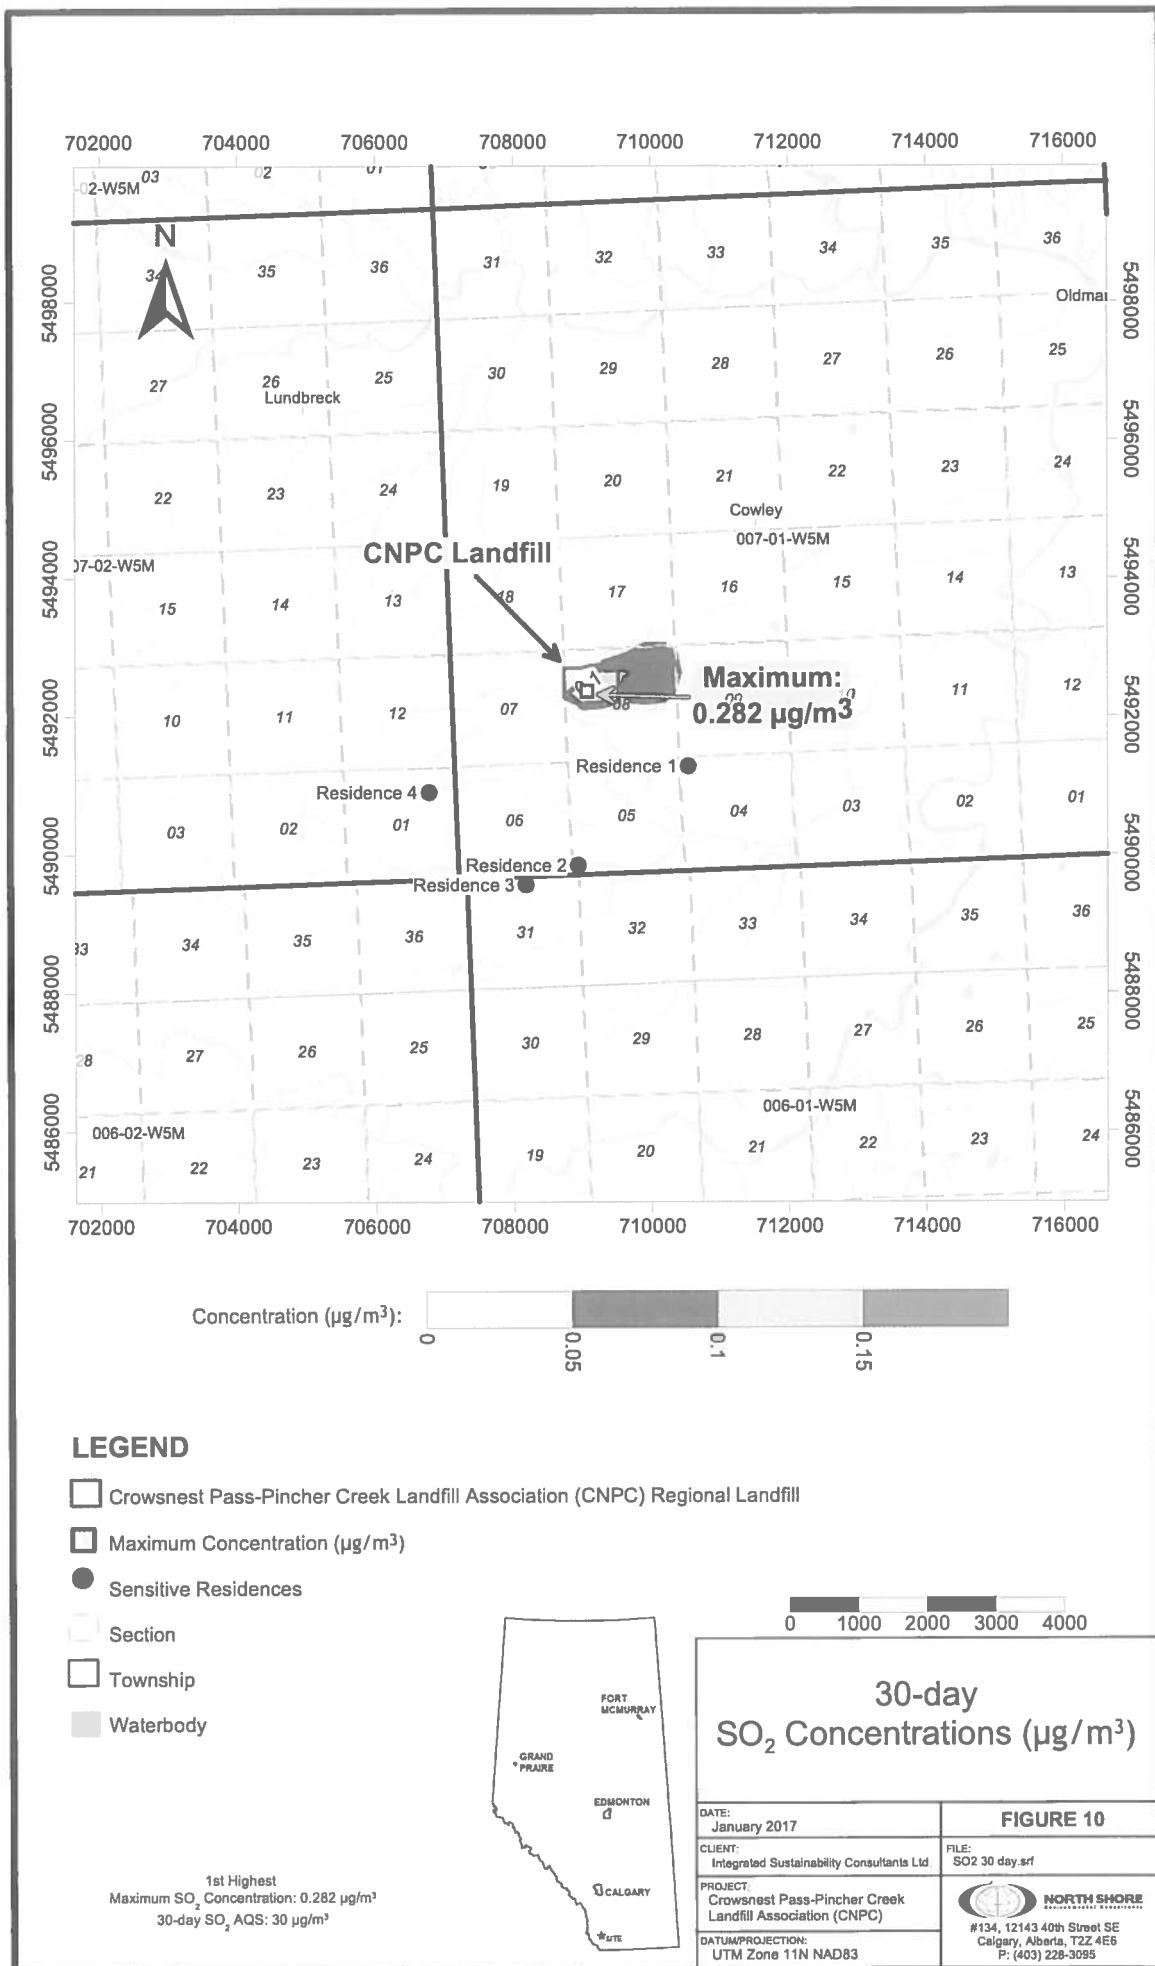 702000 704000 706000 708000 710000 712000 714000 716000
03 02 01
2-W5M
N
34 35 36 31 32 33 34 35 36
5498000 5498000
Oldmar
27 26 25 30 29 28 27 26 25
Lundbreck
5496000 5496000
22 23 24 19 20 21 22 23 24
Cowley
007-01-W5M
CNPC Landfill
07-02-W5M
5494000 5494000
15 14 13 18 17 16 15 14 13
Maximum:
0.282 µg/m³
10 11 12 07 08 09 10 11 12
5492000 5492000
Residence 1
Residence 4
03 02 01 06 05 04 03 02 01
5490000 5490000
Residence 2
Residence 3
33 34 35 36 31 32 33 34 35 36
5488000 5488000
28 27 26 25 30 29 28 27 26 25
006-01-W5M
5486000 5486000
006-02-W5M
21 22 23 24 19 20 21 22 23 24
702000 704000 706000 708000 710000 712000 714000 716000
Concentration (µg/m³):
0 0.05 0.1 0.15
LEGEND
Crowsnest Pass-Pincher Creek Landfill Association (CNPC) Regional Landfill
Maximum Concentration (µg/m³)
Sensitive Residences
Section
Township
Waterbody
0 1000 2000 3000 4000
FORT
MCMURRAY
GRAND
PRAIRE
EDMONTON
CALGARY
SITE
1st Highest
Maximum SO₂ Concentration: 0.282 µg/m³
30-day SO₂ AQS: 30 µg/m³
30-day
SO₂ Concentrations (µg/m³)
DATE:
January 2017
FIGURE 10
CLIENT:
Integrated Sustainability Consultants Ltd
FILE:
SO2 30 day.srf
PROJECT:
Crowsnest Pass-Pincher Creek
Landfill Association (CNPC)
NORTH SHORE
#134, 12143 40th Street SE
Calgary, Alberta, T2Z 4E6
P: (403) 228-3095
DATUM/PROJECTION:
UTM Zone 11N NAD83